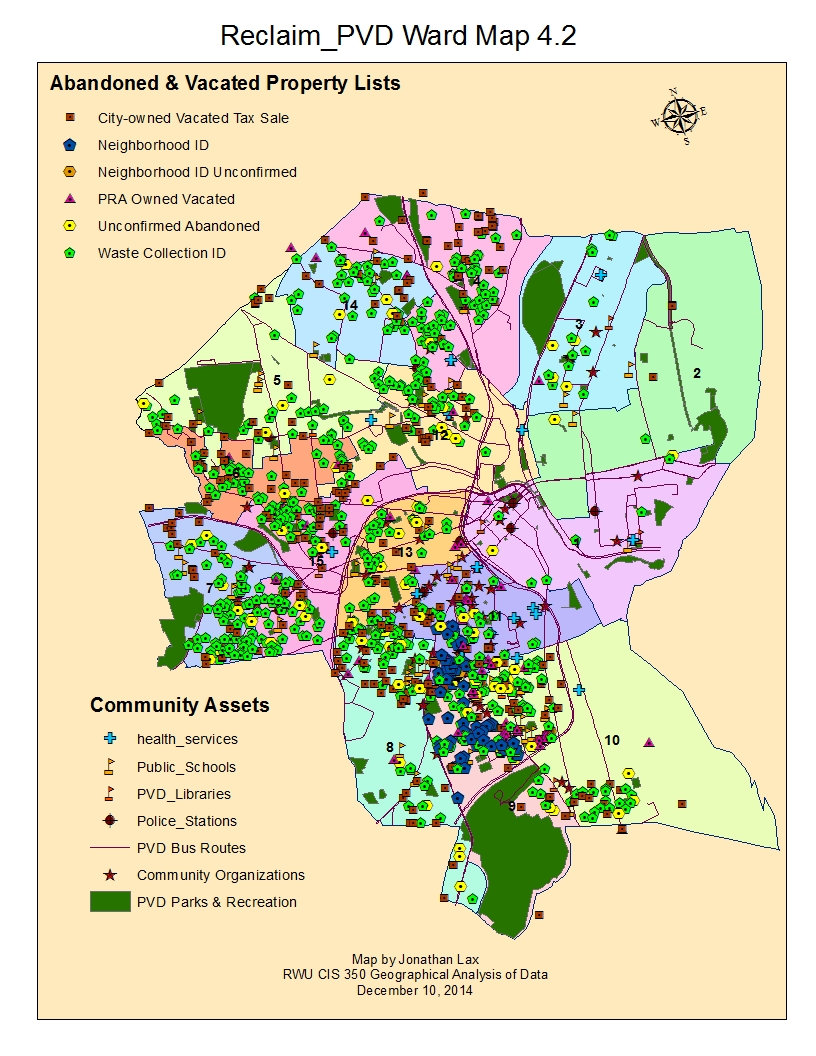 Reclaim_PVD Ward Map 4.2
Abandoned & Vacated Property Lists
City-owned Vacated Tax Sale
Neighborhood ID
Neighborhood ID Unconfirmed
PRA Owned Vacated
Unconfirmed Abandoned
Waste Collection ID
N
W
E
S
4
14
3
2
5
12
6
1
13
15
7
11
10
8
9
Community Assets
health_services
Public_Schools
PVD_Libraries
Police_Stations
PVD Bus Routes
Community Organizations
PVD Parks & Recreation
Map by Jonathan Lax
RWU CIS 350 Geographical Analysis of Data
December 10, 2014